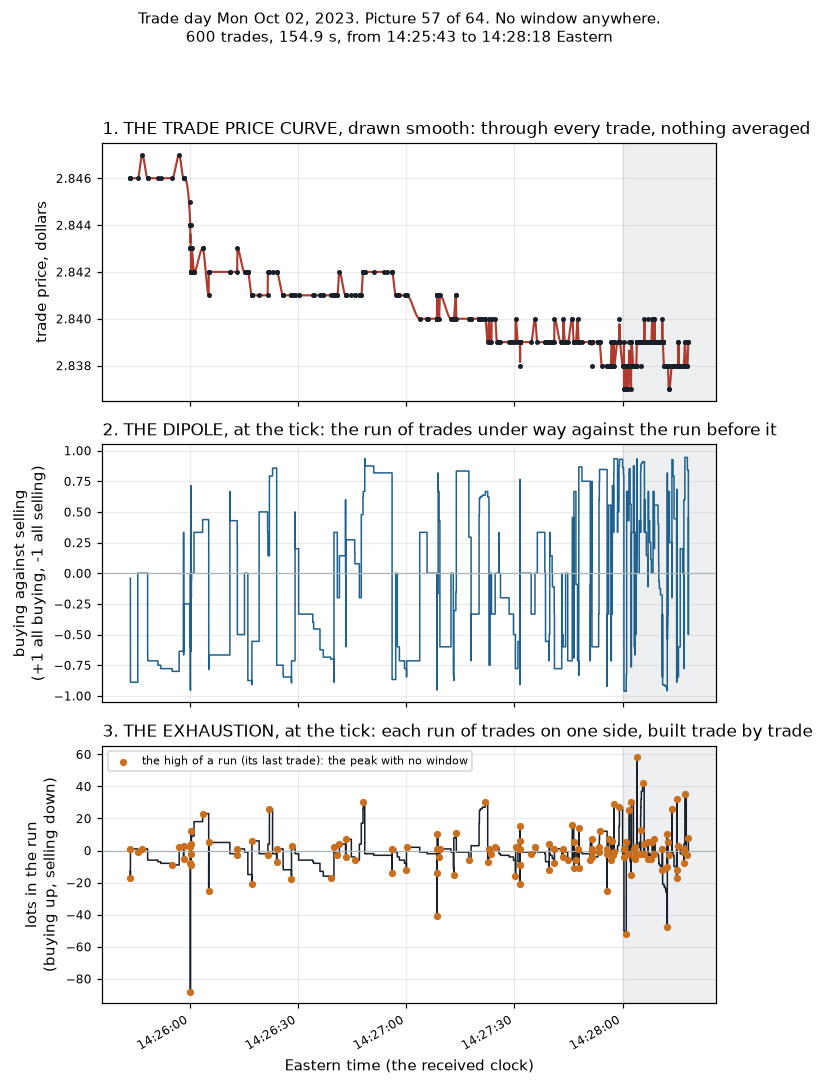 Trade day Mon Oct 02, 2023. Picture 57 of 64. No window anywhere.
600 trades, 154.9 s, from 14:25:43 to 14:28:18 Eastern
1. THE TRADE PRICE CURVE, drawn smooth: through every trade, nothing averaged
trade price, dollars
2.846
2.844
2.842
2.840
2.838
2. THE DIPOLE, at the tick: the run of trades under way against the run before it
buying against selling
(+1 all buying, -1 all selling)
1.00
0.75
0.50
0.25
0.00
−0.25
−0.50
−0.75
−1.00
3. THE EXHAUSTION, at the tick: each run of trades on one side, built trade by trade
the high of a run (its last trade): the peak with no window
lots in the run
(buying up, selling down)
60
40
20
0
−20
−40
−60
−80
14:26:00
14:26:30
14:27:00
14:27:30
14:28:00
Eastern time (the received clock)